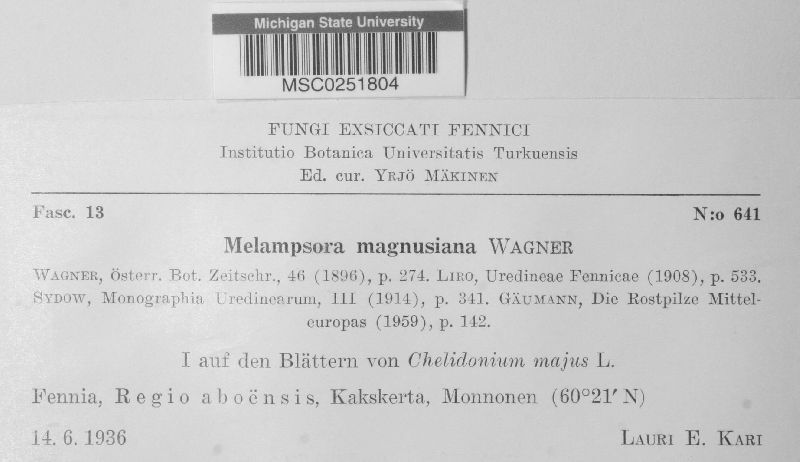 Michigan State University
MSC0251804
FUNGI EXSICCATI FENNICI
Institutio Botanica Universitatis Turkuensis
Ed. cur. YRJÖ MÄKINEN
Fasc. 13 N:o 641
Melampsora magnusiana WAGNER
WAGNER, österr. Bot. Zeitschr., 46 (1896), p. 274. LIRO, Uredineae Fennicae (1908), p. 533.
SYDOW, Monographia Uredinearum, III (1914), p. 341. GÄUMANN, Die Rostpilze Mittel-
europas (1959), p. 142.
I auf den Blättern von Chelidonium majus L.
Fennia, Regio aboënsis, Kakskerta, Monnonen (60°21′ N)
14. 6. 1936 LAURI E. KARI